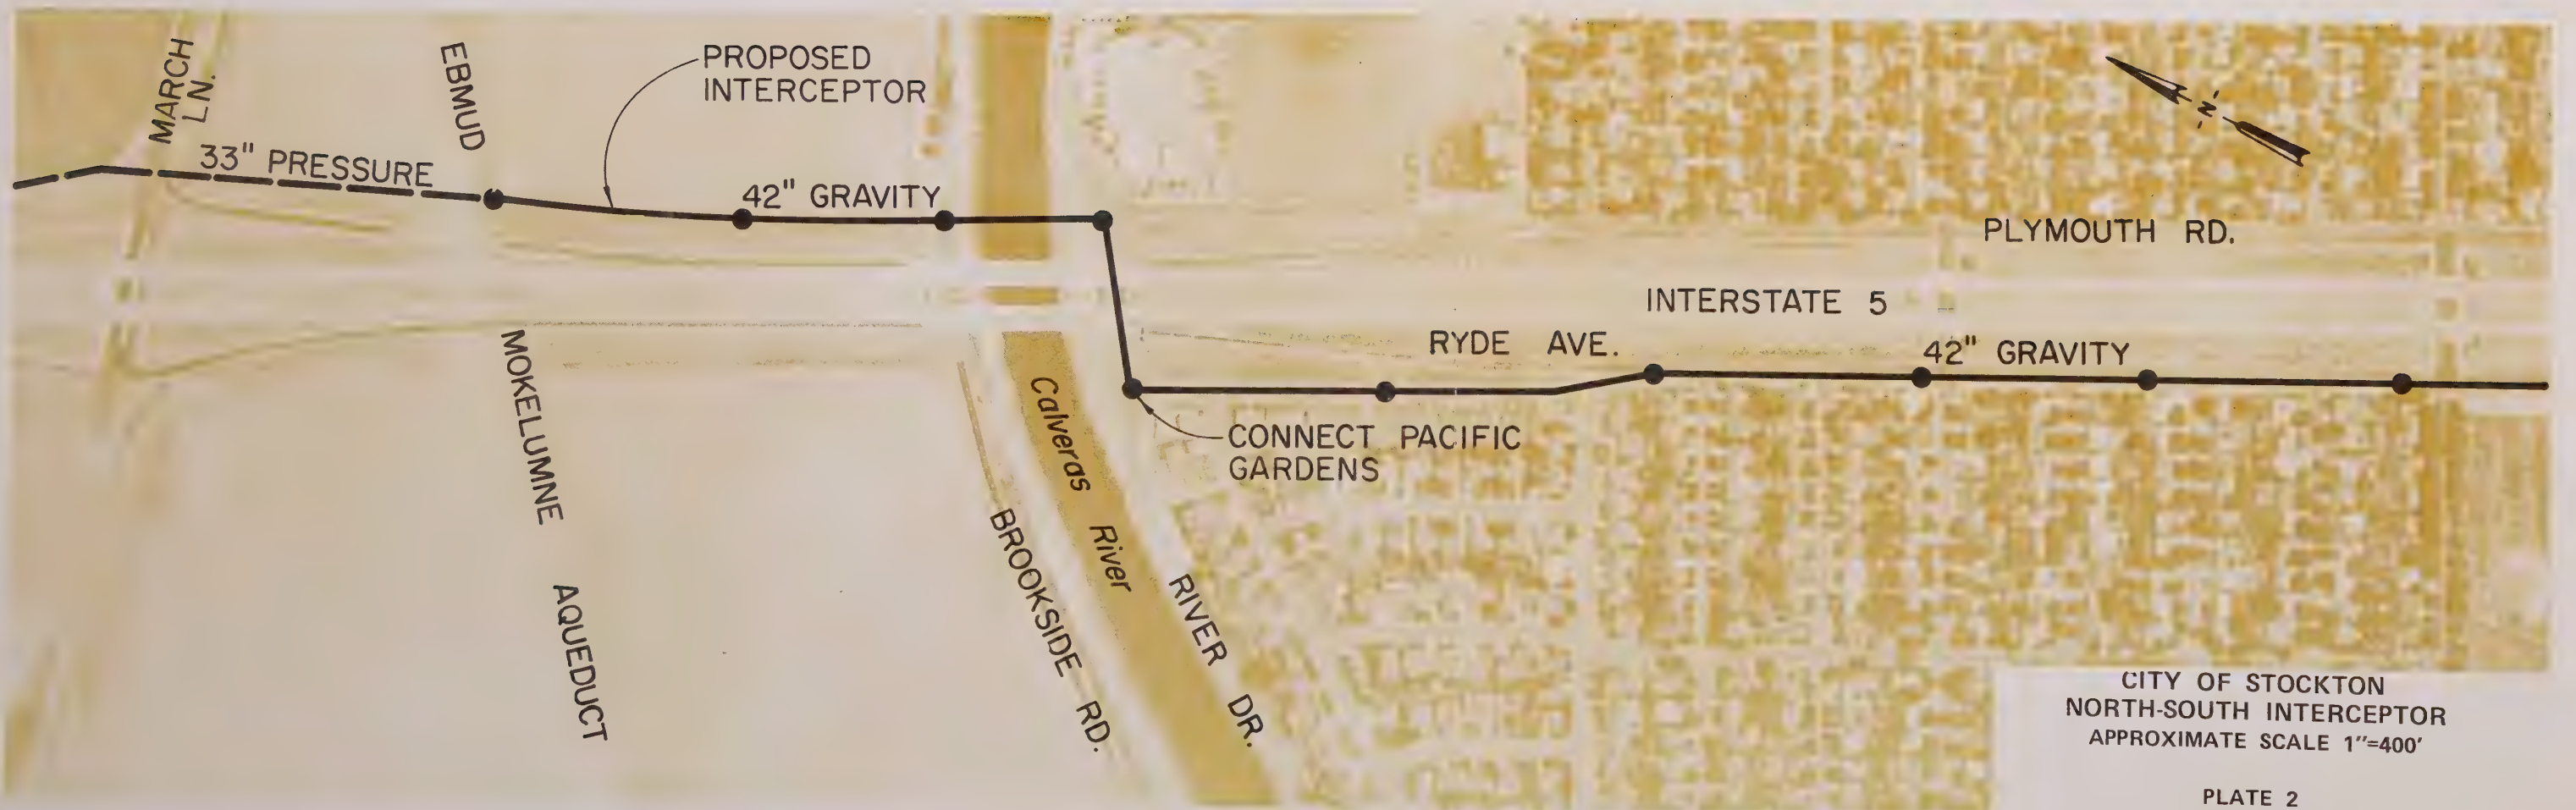 MARCH
LN.
EBMUD
PROPOSED
INTERCEPTOR
33" PRESSURE
42" GRAVITY
N
PLYMOUTH RD.
INTERSTATE 5
RYDE AVE.
42" GRAVITY
CONNECT PACIFIC
GARDENS
MOKELUMNE AQUEDUCT
Calveras River
BROOKSIDE RD.
RIVER DR.
CITY OF STOCKTON
NORTH-SOUTH INTERCEPTOR
APPROXIMATE SCALE 1"=400'
PLATE 2